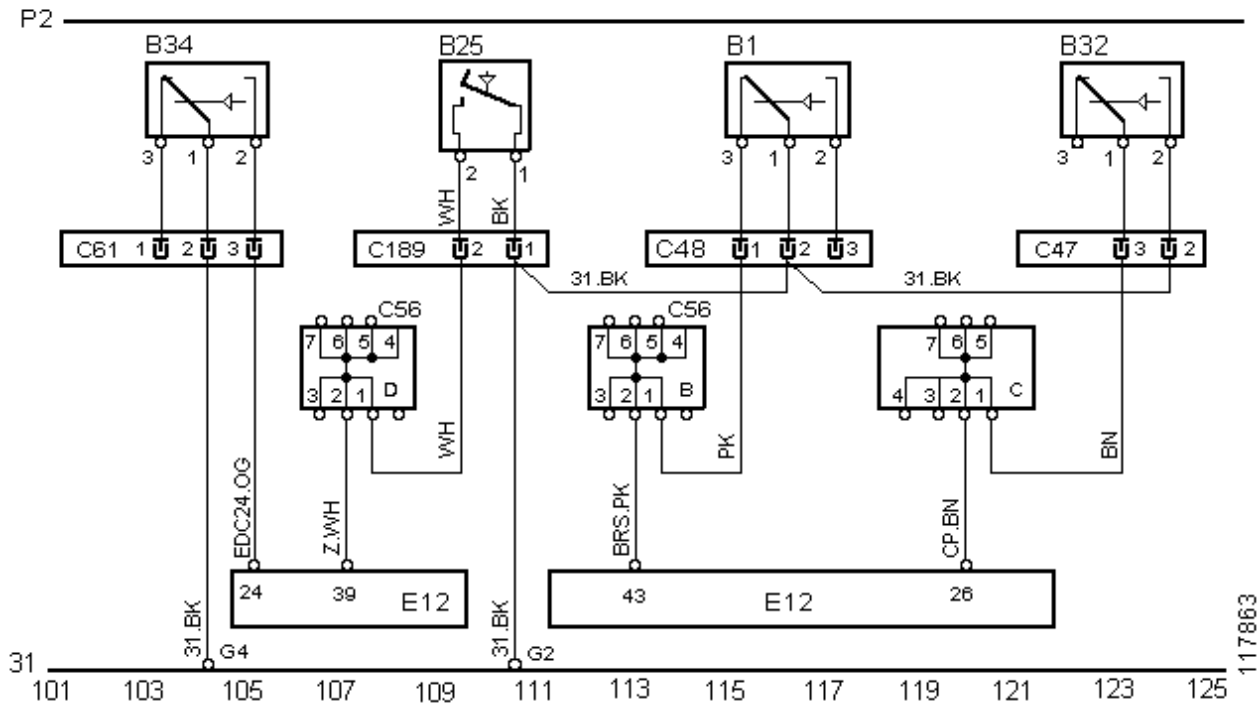 P2
B34 B25 B1 B32
3 1 2 2 1 3 1 2 3 1 2
WH BK
C61 1 2 3 C189 2 1 C48 1 2 3 C47 3 2
31.BK 31.BK
C56 C56
7 6 5 4 7 6 5 4 7 6 5
3 2 1 D 3 2 1 B 4 3 2 1 C
WH PK BN
EDC24.OG Z.WH BRS.PK CP.BN
24 39 E12 43 E12 26
31.BK 31.BK
G4 G2
31
101 103 105 107 109 111 113 115 117 119 121 123 125
117863